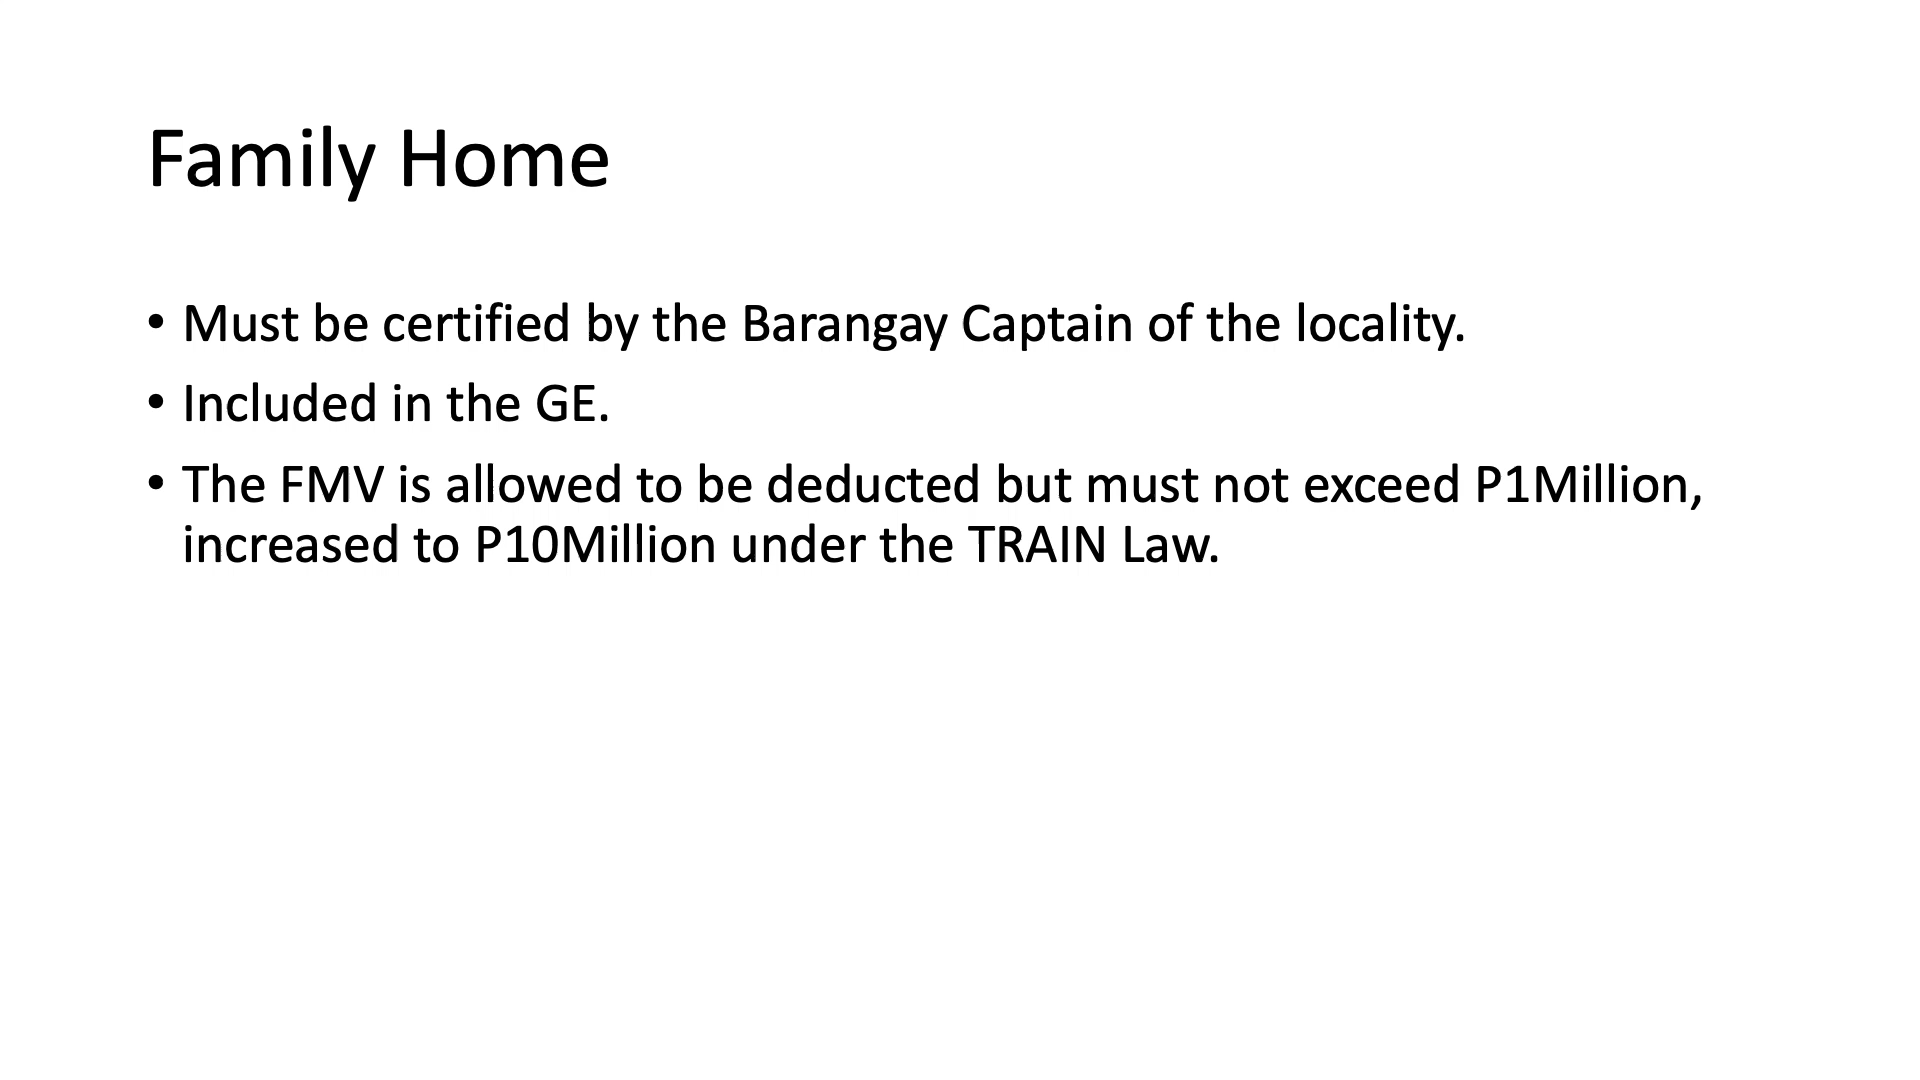 Family Home
• Must be certified by the Barangay Captain of the locality.
• Included in the GE.
• The FMV is allowed to be deducted but must not exceed P1Million,
increased to P10Million under the TRAIN Law.